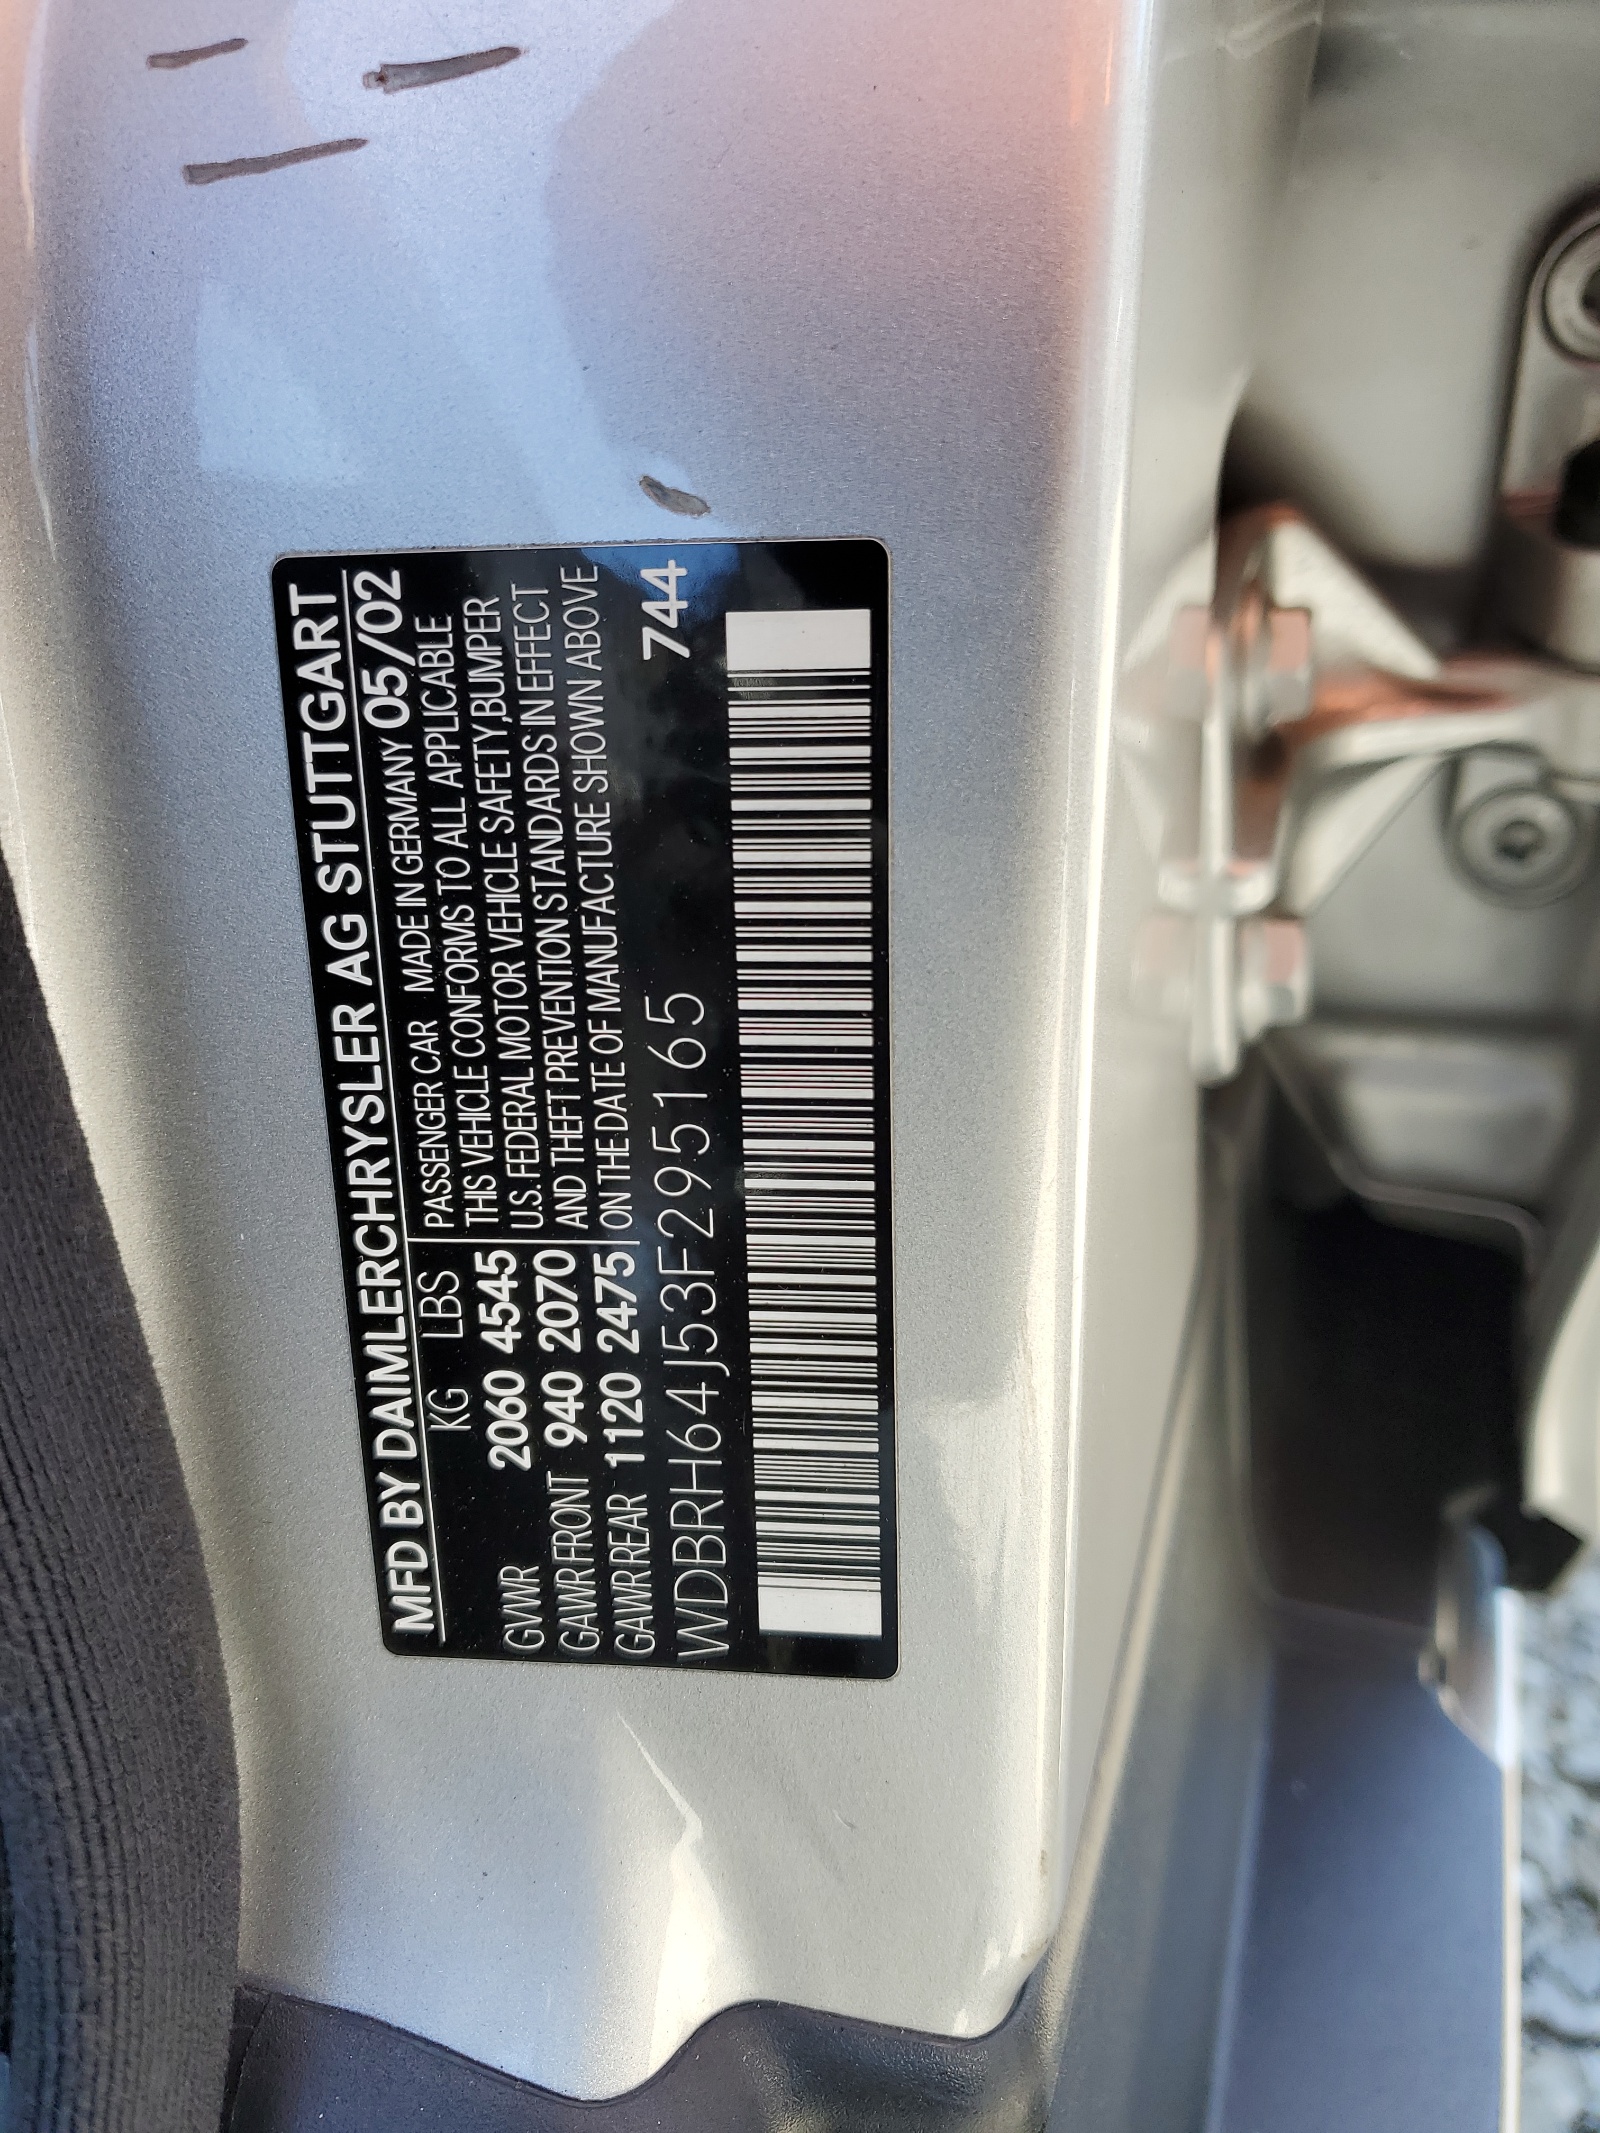 MFD BY DAIMLERCHRYSLER AG STUTTGART
KG LBS PASSENGER CAR MADE IN GERMANY 05/02
THIS VEHICLE CONFORMS TO ALL APPLICABLE
GVWR 2060 4545 U.S. FEDERAL MOTOR VEHICLE SAFETY,BUMPER
GAWR FRONT 940 2070 AND THEFT PREVENTION STANDARDS IN EFFECT
GAWR REAR 1120 2475 ON THE DATE OF MANUFACTURE SHOWN ABOVE
WDBRH64J53F295165 744